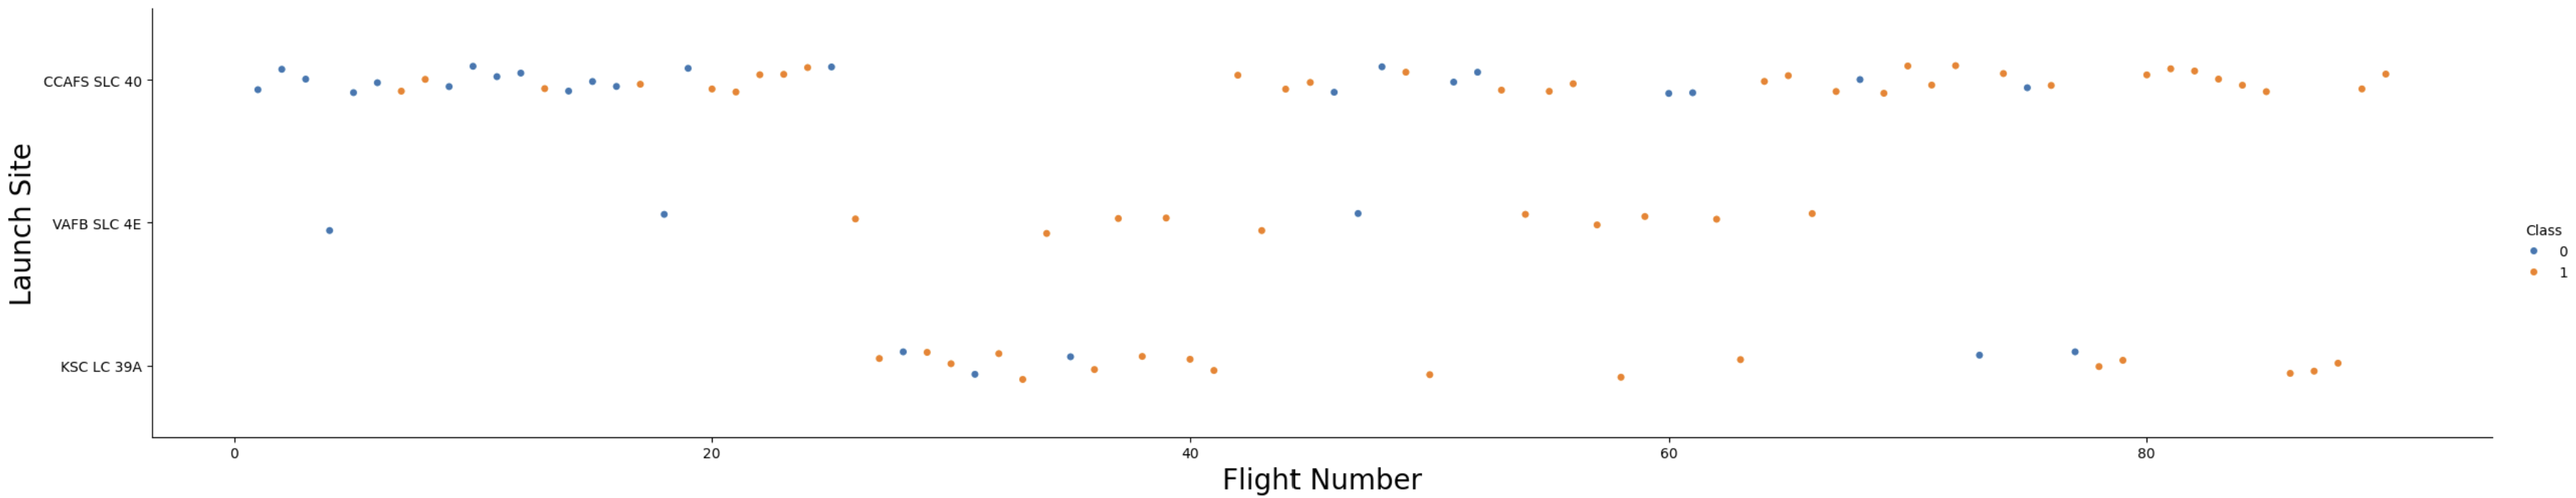 CCAFS SLC 40
VAFB SLC 4E
KSC LC 39A
Launch Site
0 20 40 60 80
Flight Number
Class
0
1